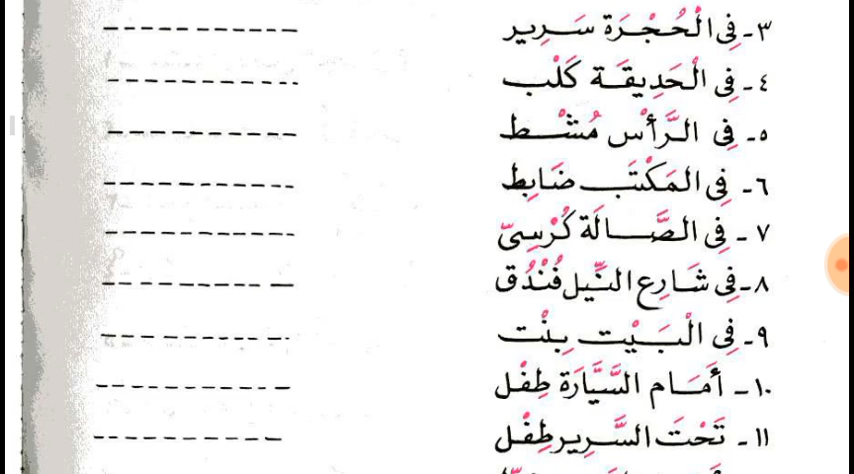 ٣- فِى الْحُجْرَة سَرِير
٤- فِى الْحَدِيقَة كَلْب
٥- فِى الرَّأْس مُشْط
٦- فِى المَكْتَب ضَابِط
٧- فِى الصَّالَة كُرْسِىّ
٨- فِى شَارِع النِّيل فُنْدُق
٩- فِى الْبَيْت بِنْت
١٠- أَمَام السَّيَّارَة طِفْل
١١- تَحْتَ السَّرِير طِفْل